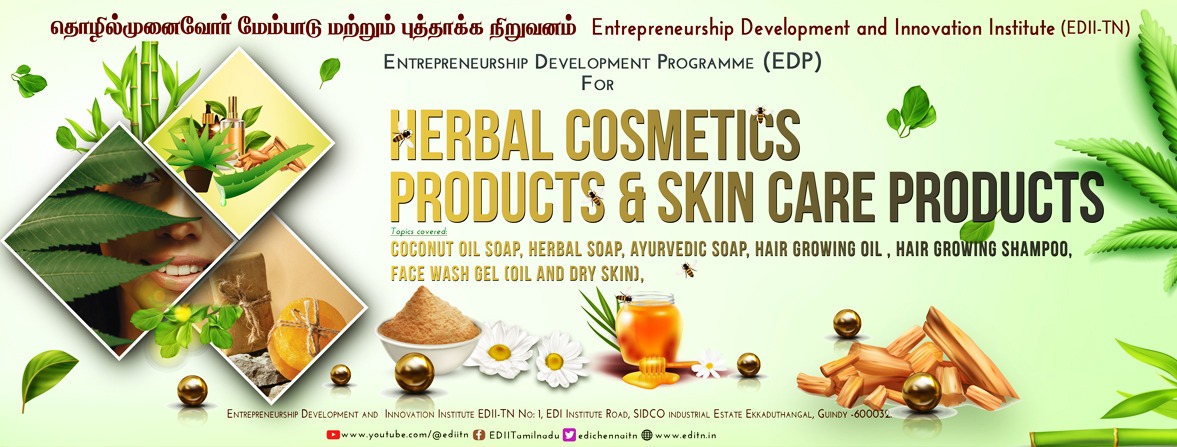 தொழில்முனைவோர் மேம்பாடு மற்றும் புத்தாக்க நிறுவனம் Entrepreneurship Development and Innovation Institute (EDII-TN)
Entrepreneurship Development Programme (EDP)
For
HERBAL COSMETICS
PRODUCTS & SKIN CARE PRODUCTS
Topics covered:
COCONUT OIL SOAP, HERBAL SOAP, AYURVEDIC SOAP, HAIR GROWING OIL , HAIR GROWING SHAMPOO,
FACE WASH GEL (OIL AND DRY SKIN),
Entrepreneurship Development and Innovation Institute EDII-TN No: 1, EDI Institute Road, SIDCO industrial Estate Ekkaduthangal, Guindy -600032.
www.youtube.com/@ediitn EDIITamilnadu edichennaitn www.editn.in